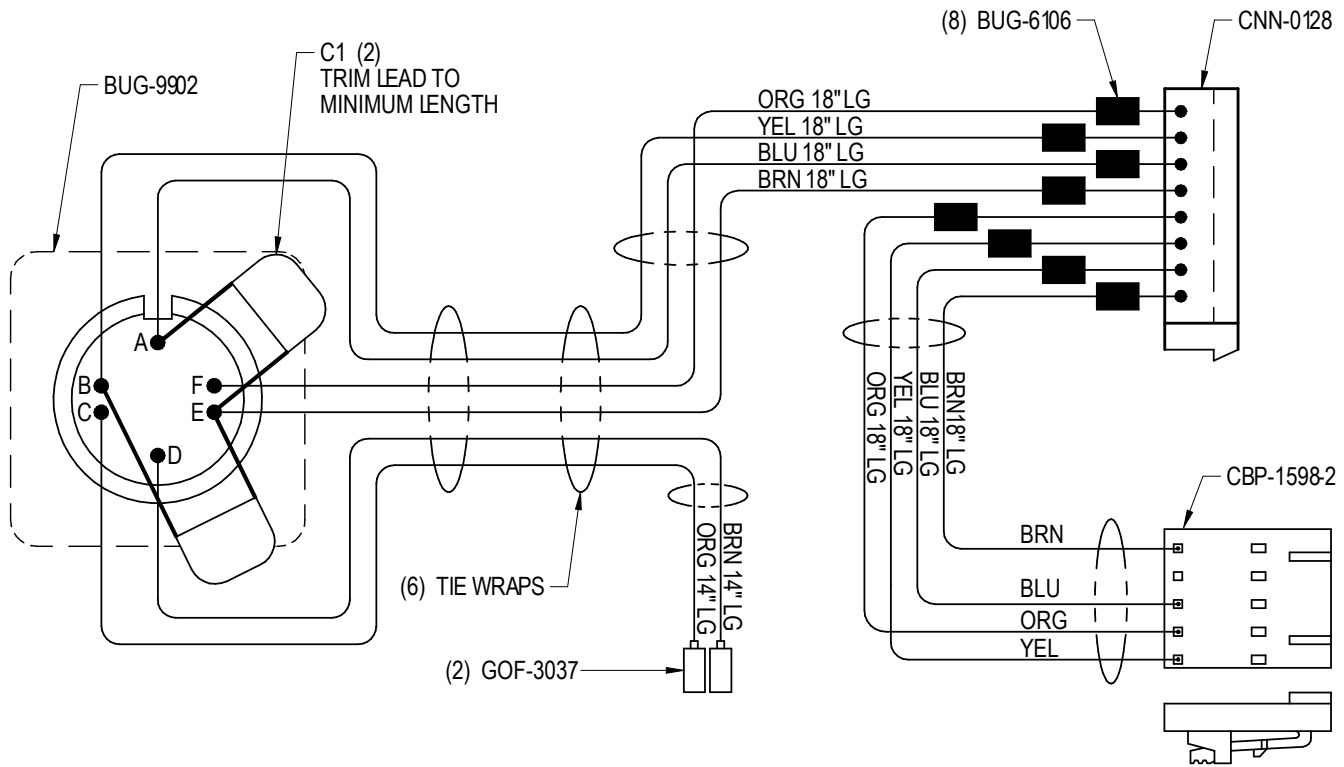 (8) BUG-6106
CNN-0128
C1 (2)
TRIM LEAD TO
MINIMUM LENGTH
BUG-9902
ORG 18" LG
YEL 18" LG
BLU 18" LG
BRN 18" LG
A
B
F
C
E
D
ORG 18" LG
YEL 18" LG
BLU 18" LG
BRN18" LG
CBP-1598-2
BRN
BLU
ORG
YEL
(6) TIE WRAPS
ORG 14" LG
BRN 14" LG
(2) GOF-3037